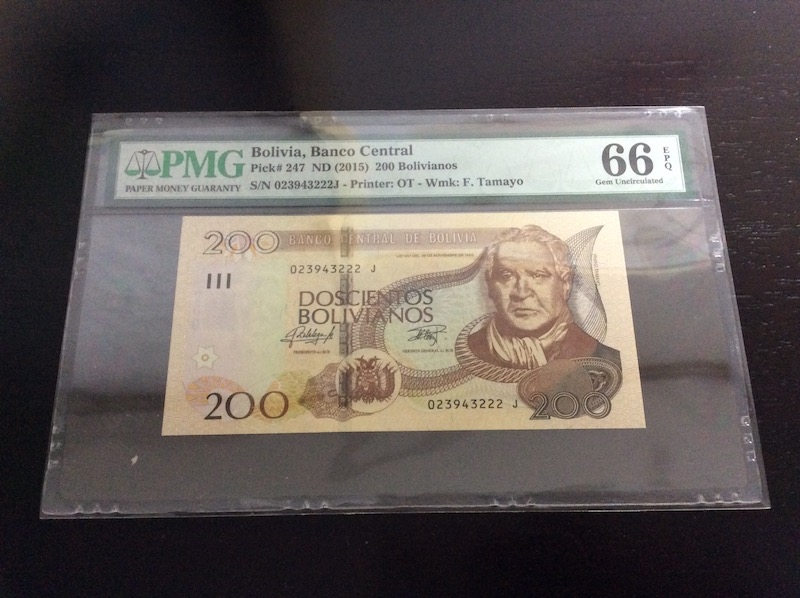 PMG
PAPER MONEY GUARANTY
Bolivia, Banco Central
Pick# 247 ND (2015) 200 Bolivianos
S/N 023943222J - Printer: OT - Wmk: F. Tamayo
66 EPQ
Gem Uncirculated
200 BANCO CENTRAL DE BOLIVIA
023943222 J
DOSCIENTOS
BOLIVIANOS
200
023943222 J
200